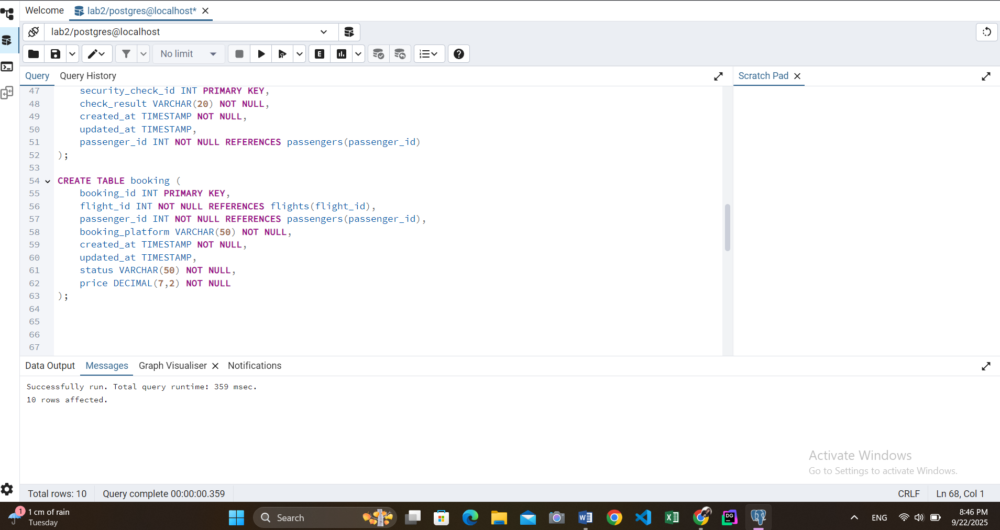 Welcome
lab2/postgres@localhost*
lab2/postgres@localhost
No limit
E
Query
Query History
Scratch Pad
47 security_check_id INT PRIMARY KEY,
48 check_result VARCHAR(20) NOT NULL,
49 created_at TIMESTAMP NOT NULL,
50 updated_at TIMESTAMP,
51 passenger_id INT NOT NULL REFERENCES passengers(passenger_id)
52 );
53
54 CREATE TABLE booking (
55 booking_id INT PRIMARY KEY,
56 flight_id INT NOT NULL REFERENCES flights(flight_id),
57 passenger_id INT NOT NULL REFERENCES passengers(passenger_id),
58 booking_platform VARCHAR(50) NOT NULL,
59 created_at TIMESTAMP NOT NULL,
60 updated_at TIMESTAMP,
61 status VARCHAR(50) NOT NULL,
62 price DECIMAL(7,2) NOT NULL
63 );
64
65
66
67
Data Output
Messages
Graph Visualiser
Notifications
Successfully run. Total query runtime: 359 msec.
10 rows affected.
Activate Windows
Go to Settings to activate Windows.
Total rows: 10
Query complete 00:00:00.359
CRLF
Ln 68, Col 1
1
1 cm of rain
Tuesday
Search
DG
ENG
8:46 PM
9/22/2025